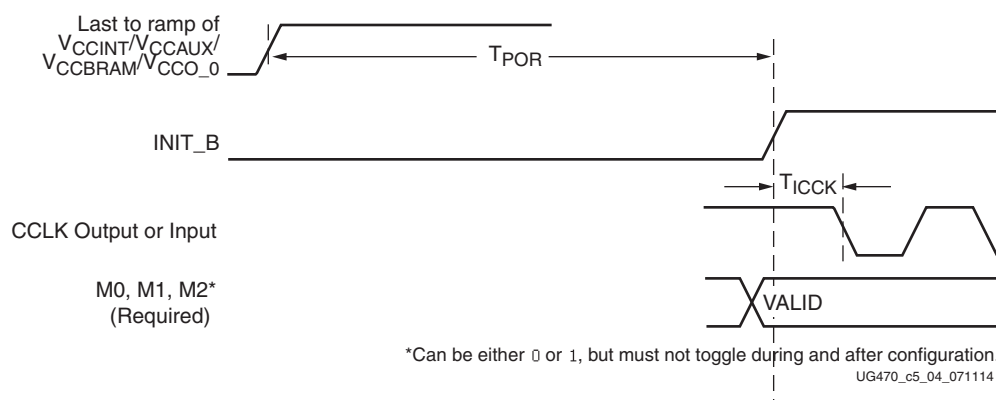 Last to ramp of
VCCINT/VCCAUX/
VCCBRAM/VCCO_0
TPOR
INIT_B
TICCK
CCLK Output or Input
M0, M1, M2*
(Required)
VALID
*Can be either 0 or 1, but must not toggle during and after configuration.
UG470_c5_04_071114